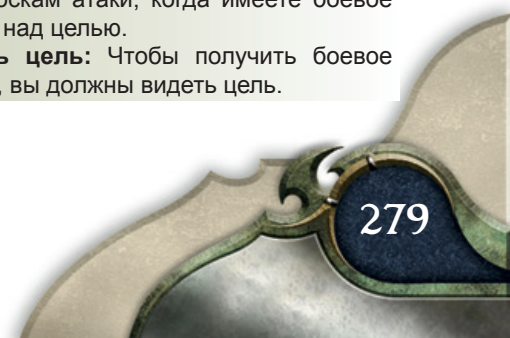 оскам атаки, когда имеете боевое
над целью.
ь цель: Чтобы получить боевое
, вы должны видеть цель.
279